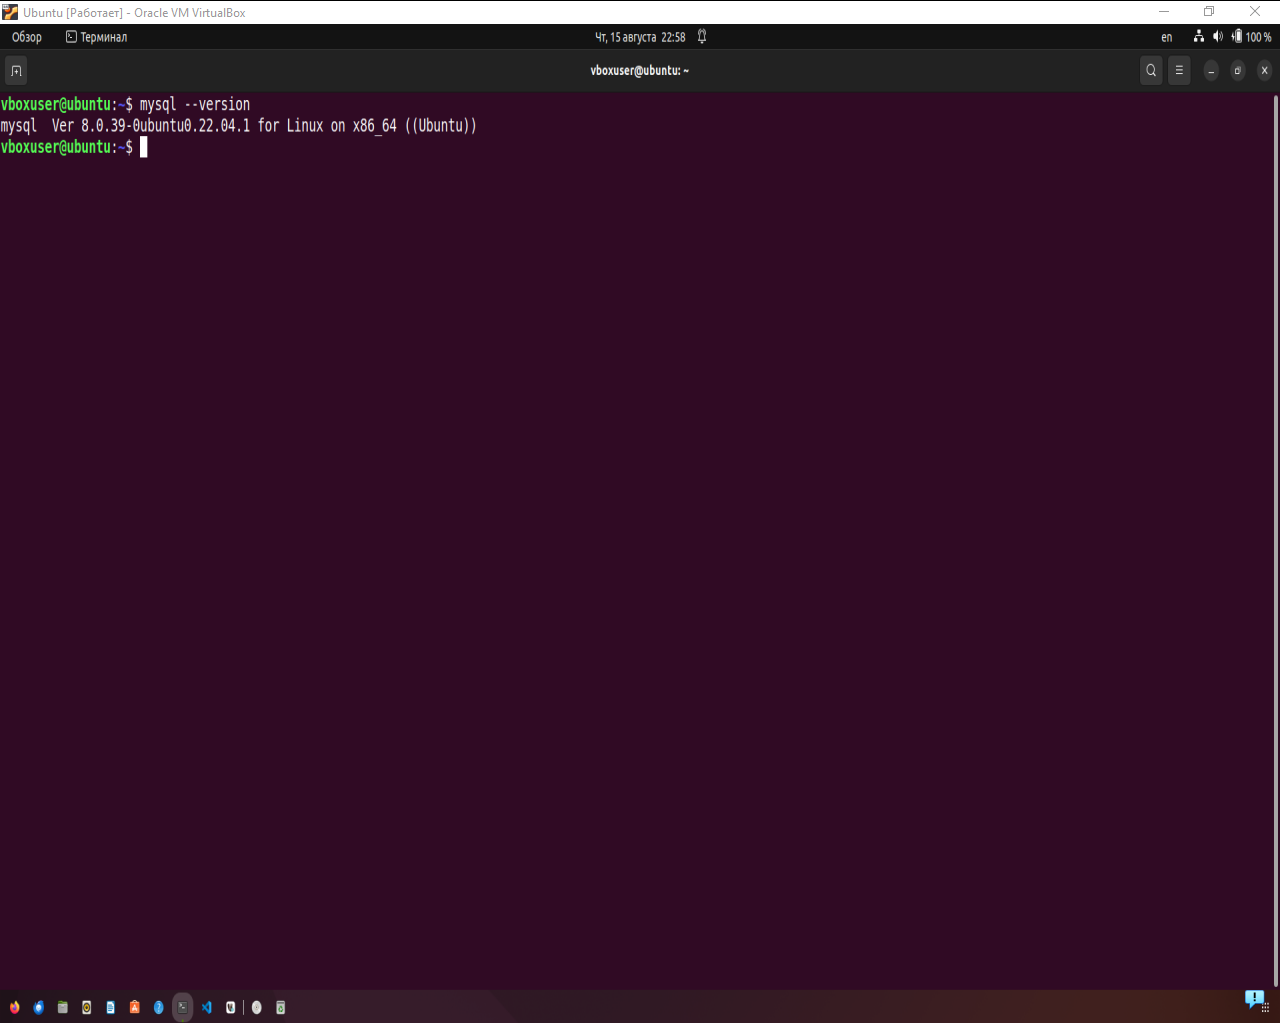 Ubuntu [Работает] - Oracle VM VirtualBox
Обзор Терминал Чт, 15 августа 22:58 en 100 %
vboxuser@ubuntu: ~
vboxuser@ubuntu:~$ mysql --version
mysql  Ver 8.0.39-0ubuntu0.22.04.1 for Linux on x86_64 ((Ubuntu))
vboxuser@ubuntu:~$